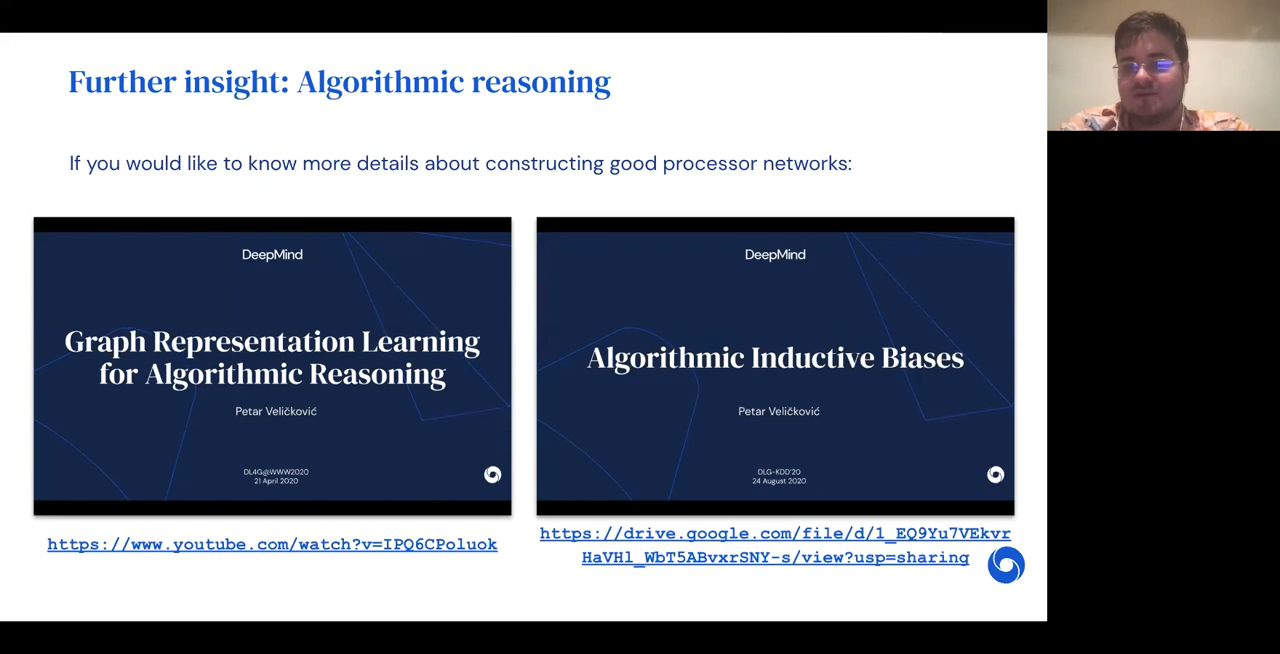 Further insight: Algorithmic reasoning
If you would like to know more details about constructing good processor networks:
DeepMind
Graph Representation Learning
for Algorithmic Reasoning
Petar Veličković
DL4G@WWW2020
21 April 2020
https://www.youtube.com/watch?v=IPQ6CPoluok
DeepMind
Algorithmic Inductive Biases
Petar Veličković
DLG-KDD'20
24 August 2020
https://drive.google.com/file/d/1_EQ9Yu7VEkvr
HaVHl_WbT5ABvxrSNY-s/view?usp=sharing